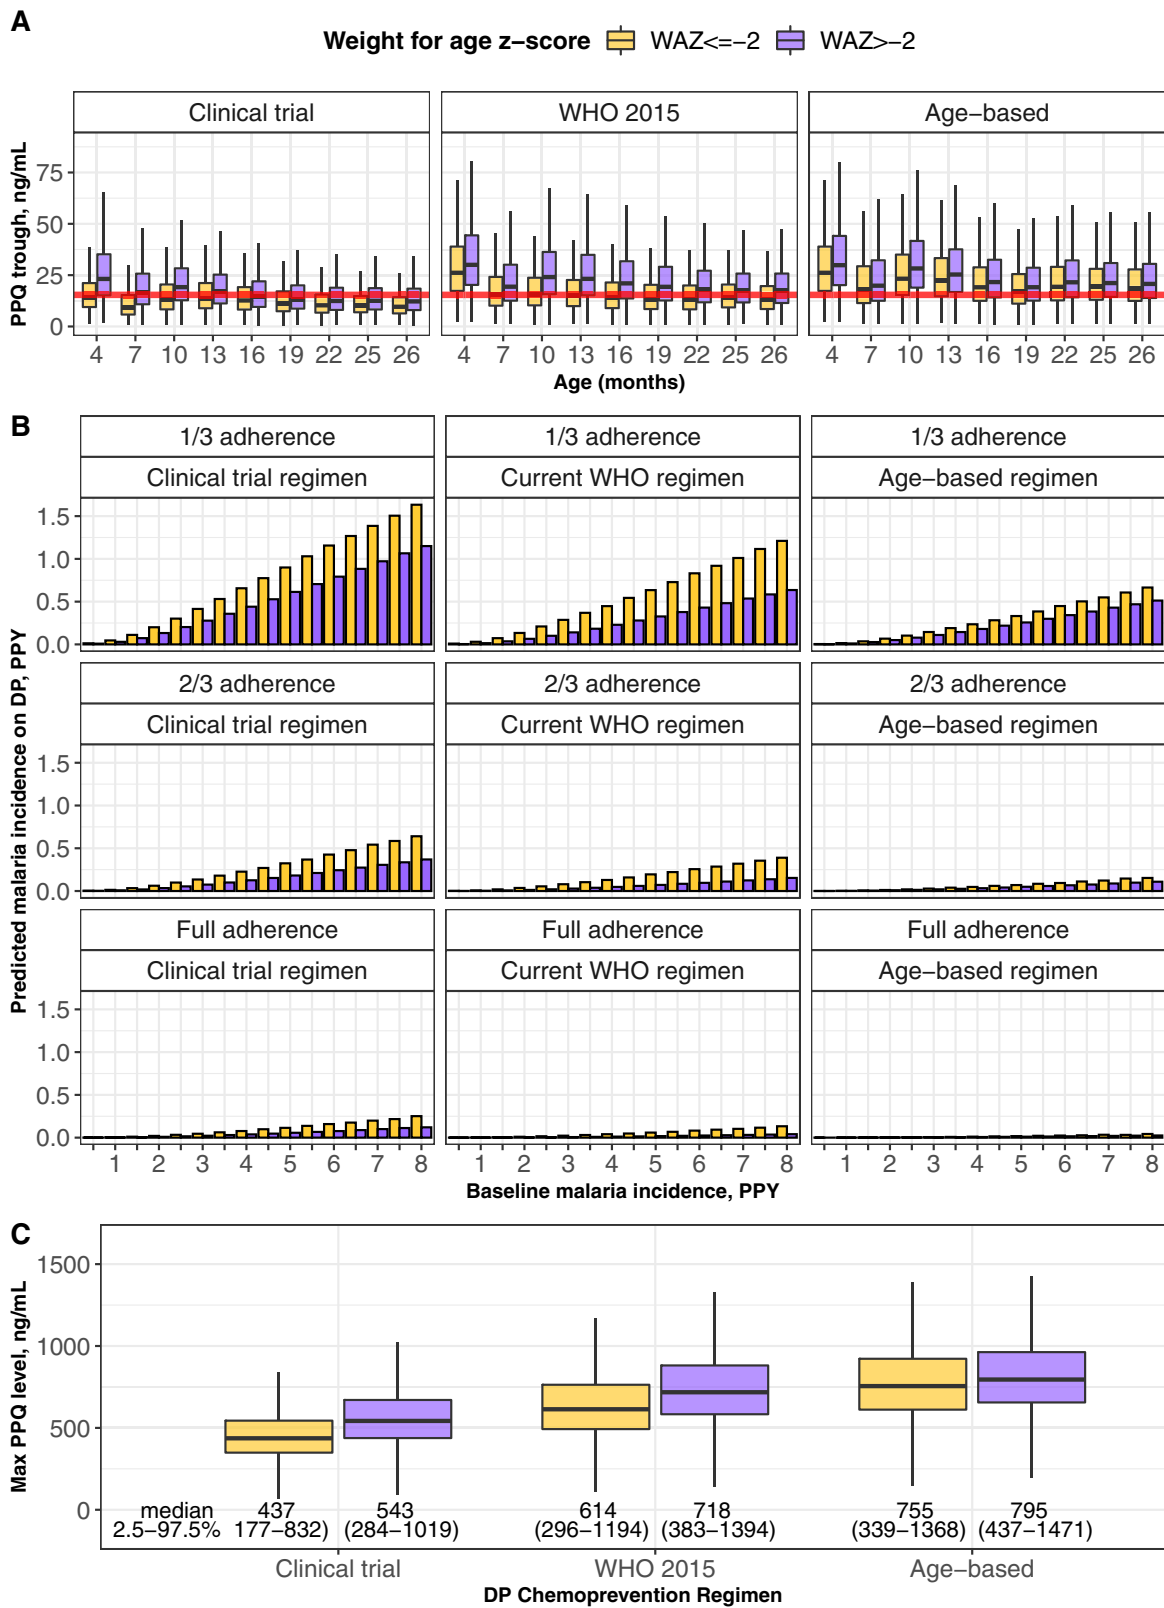 A
Weight for age z−score WAZ<=−2 WAZ>−2
Clinical trial WHO 2015 Age−based
PPQ trough, ng/mL
75
50
25
0
4 7 10 13 16 19 22 25 26 4 7 10 13 16 19 22 25 26 4 7 10 13 16 19 22 25 26
Age (months)
B
1/3 adherence 1/3 adherence 1/3 adherence
Clinical trial regimen Current WHO regimen Age−based regimen
Predicted malaria incidence on DP, PPY
1.5
1.0
0.5
0.0
2/3 adherence 2/3 adherence 2/3 adherence
Clinical trial regimen Current WHO regimen Age−based regimen
1.5
1.0
0.5
0.0
Full adherence Full adherence Full adherence
Clinical trial regimen Current WHO regimen Age−based regimen
1.5
1.0
0.5
0.0
1 2 3 4 5 6 7 8 1 2 3 4 5 6 7 8 1 2 3 4 5 6 7 8
Baseline malaria incidence, PPY
C
Max PPQ level, ng/mL
1500
1000
500
0
median 437 543 614 718 755 795
2.5−97.5% 177−832) (284−1019) (296−1194) (383−1394) (339−1368) (437−1471)
Clinical trial WHO 2015 Age−based
DP Chemoprevention Regimen